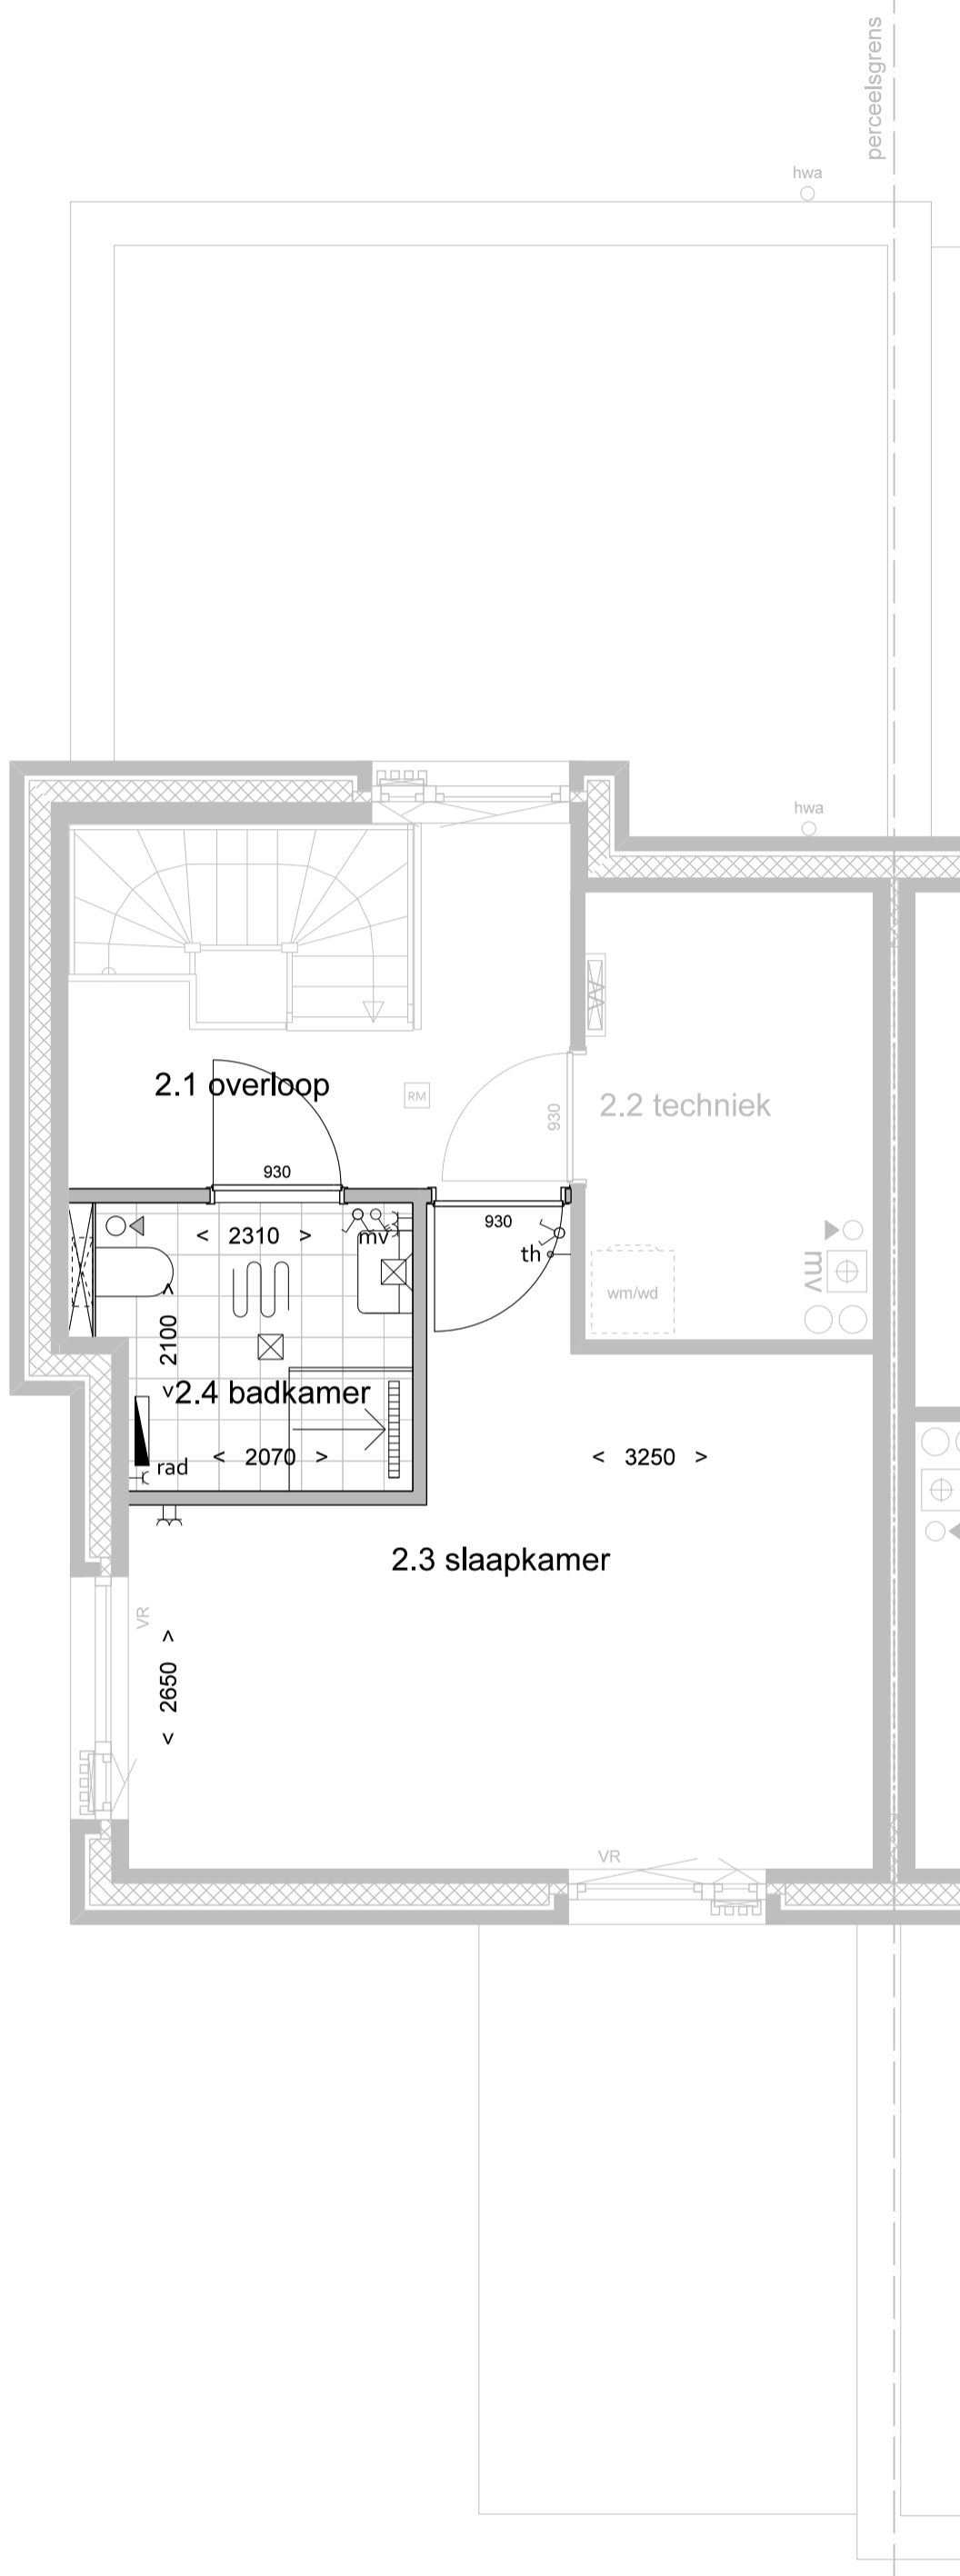 perceelsgrens
hwa
hwa
2.1 overloop
RM
930
2.2 techniek
930
< 2310 >
mv
930
th
wm/wd
mv
< 2100 >
2.4 badkamer
< 2070 >
rad
< 3250 >
2.3 slaapkamer
VR
< 2650 >
VR